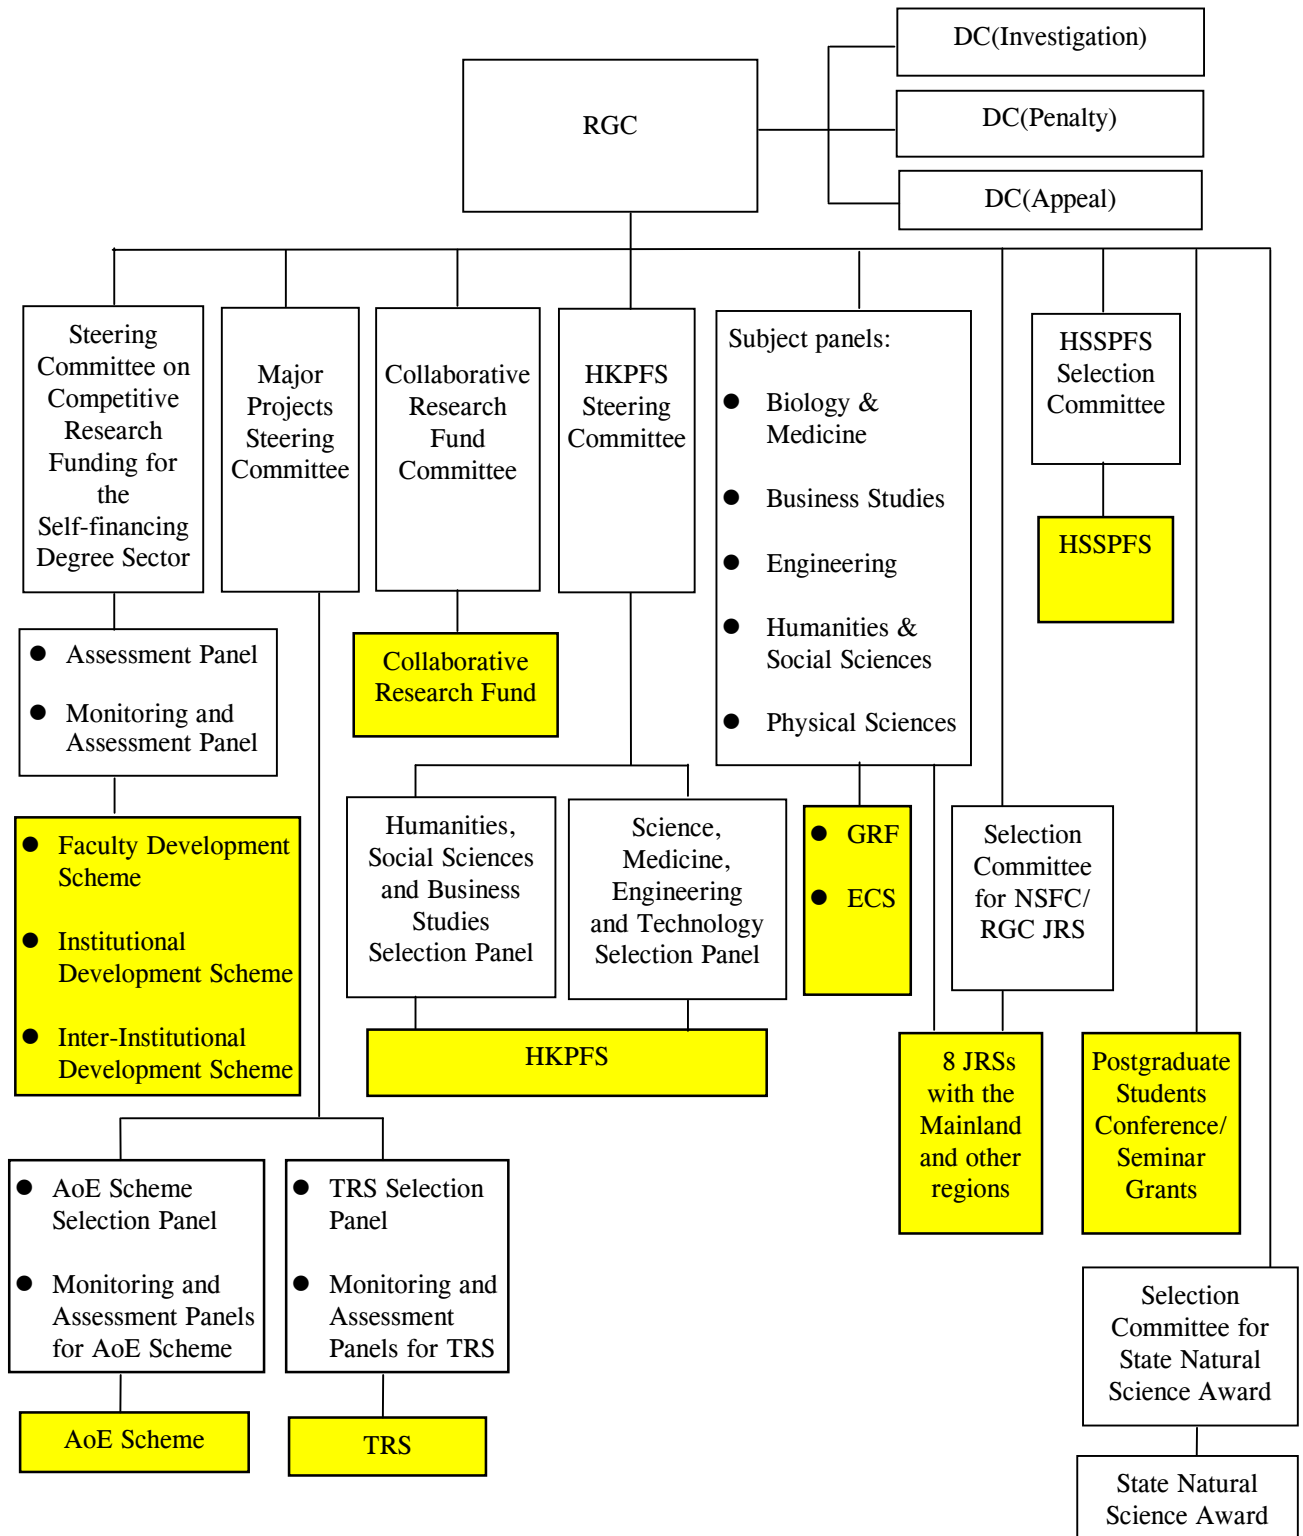 DC(Investigation)
RGC
DC(Penalty)
DC(Appeal)
Steering
Committee on
Competitive
Research
Funding for
the
Self-financing
Degree Sector
Major
Projects
Steering
Committee
Collaborative
Research
Fund
Committee
HKPFS
Steering
Committee
Subject panels:
● Biology &
Medicine
● Business Studies
● Engineering
● Humanities &
Social Sciences
● Physical Sciences
HSSPFS
Selection
Committee
HSSPFS
● Assessment Panel
● Monitoring and
Assessment Panel
Collaborative
Research Fund
● Faculty Development
Scheme
● Institutional
Development Scheme
● Inter-Institutional
Development Scheme
Humanities,
Social Sciences
and Business
Studies
Selection Panel
Science,
Medicine,
Engineering
and Technology
Selection Panel
● GRF
● ECS
Selection
Committee
for NSFC/
RGC JRS
HKPFS
8 JRSs
with the
Mainland
and other
regions
Postgraduate
Students
Conference/
Seminar
Grants
● AoE Scheme
Selection Panel
● Monitoring and
Assessment Panels
for AoE Scheme
● TRS Selection
Panel
● Monitoring and
Assessment
Panels for TRS
Selection
Committee for
State Natural
Science Award
AoE Scheme
TRS
State Natural
Science Award